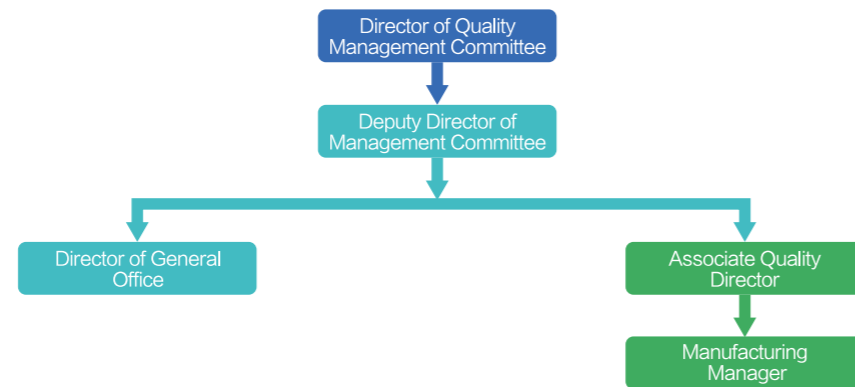 Director of Quality
Management Committee
Deputy Director of
Management Committee
Director of General
Office
Associate Quality
Director
Manufacturing
Manager